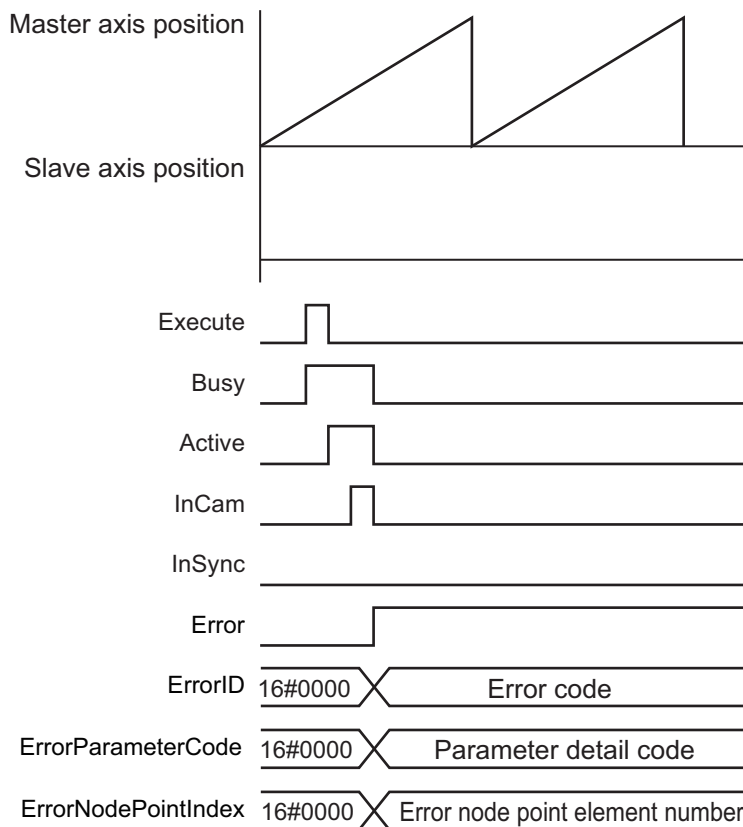 Master axis position
Slave axis position
Execute
Busy
Active
InCam
InSync
Error
ErrorID 16#0000 Error code
ErrorParameterCode 16#0000 Parameter detail code
ErrorNodePointIndex 16#0000 Error node point element number